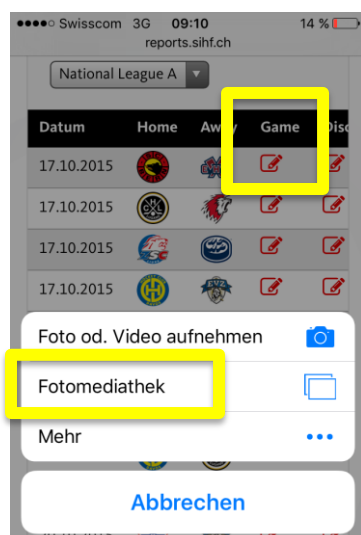 Swisscom 3G 09:10 14 %
reports.sihf.ch
National League A
Datum Home Away Game Disc
17.10.2015
17.10.2015
17.10.2015
17.10.2015
Foto od. Video aufnehmen
Fotomediathek
Mehr
Abbrechen